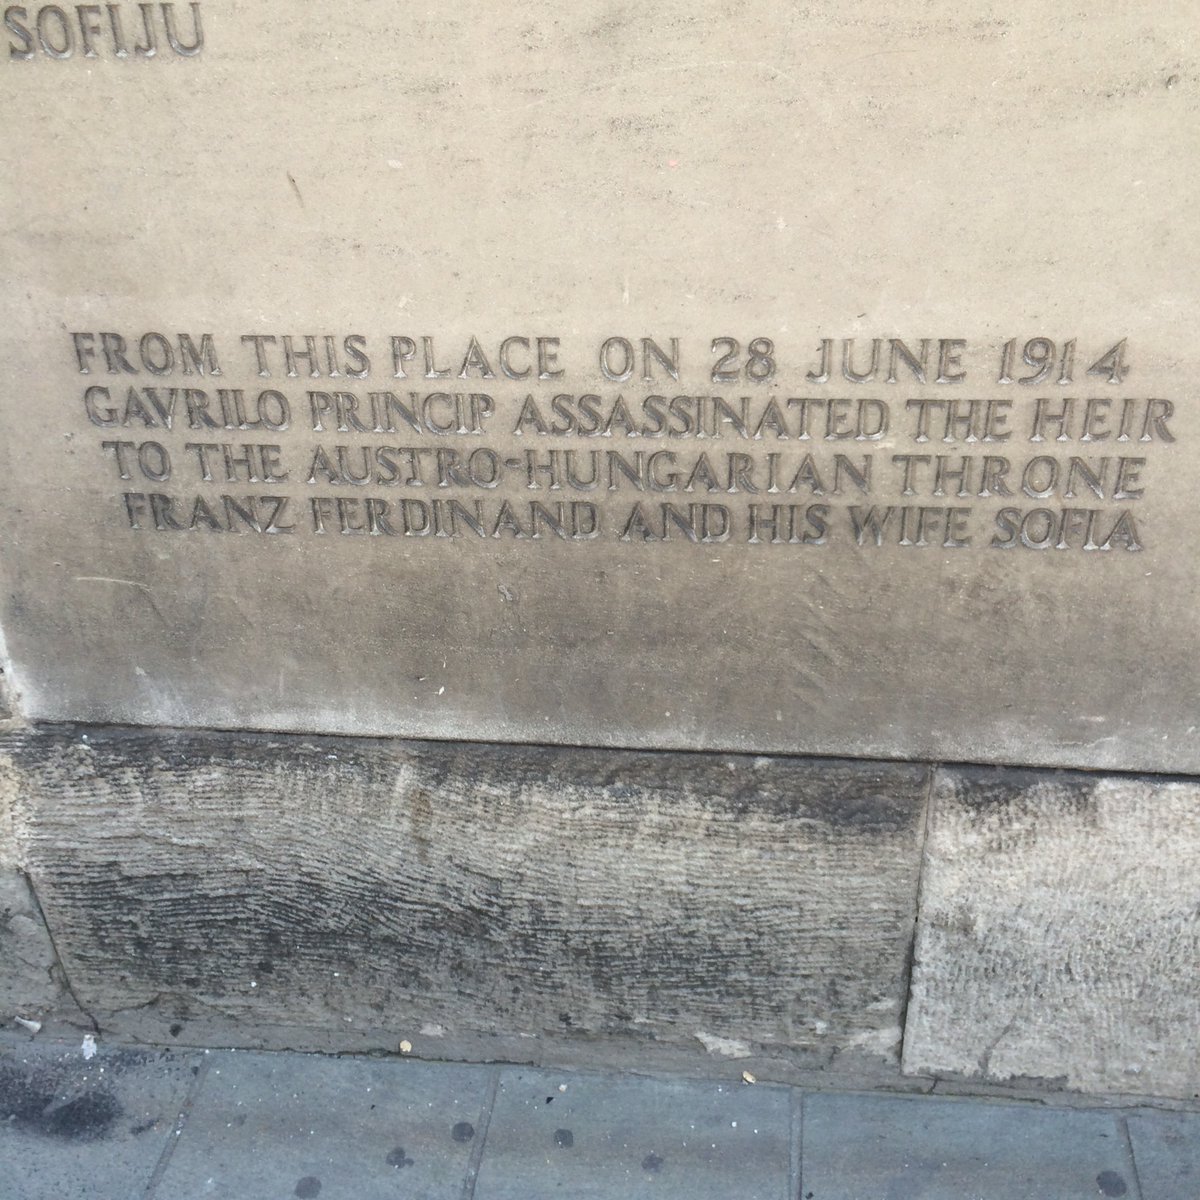 SOFIJU
FROM THIS PLACE ON 28 JUNE 1914
GAVRILO PRINCIP ASSASSINATED THE HEIR
TO THE AUSTRO-HUNGARIAN THRONE
FRANZ FERDINAND AND HIS WIFE SOFIA